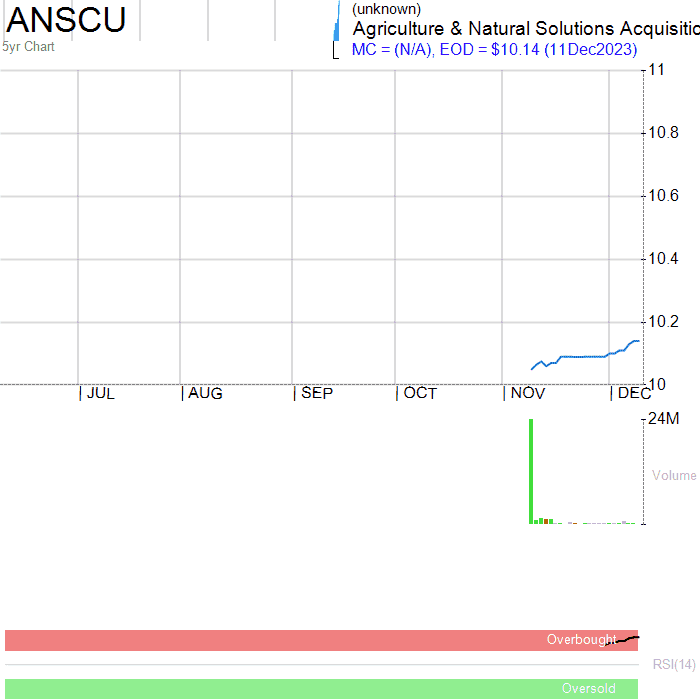 ANSCU
5yr Chart
(unknown)
Agriculture & Natural Solutions Acquisitio
MC = (N/A), EOD = $10.14 (11Dec2023)
11
10.8
10.6
10.4
10.2
10
JUL AUG SEP OCT NOV DEC
24M
Volume
Overbought
RSI(14)
Oversold